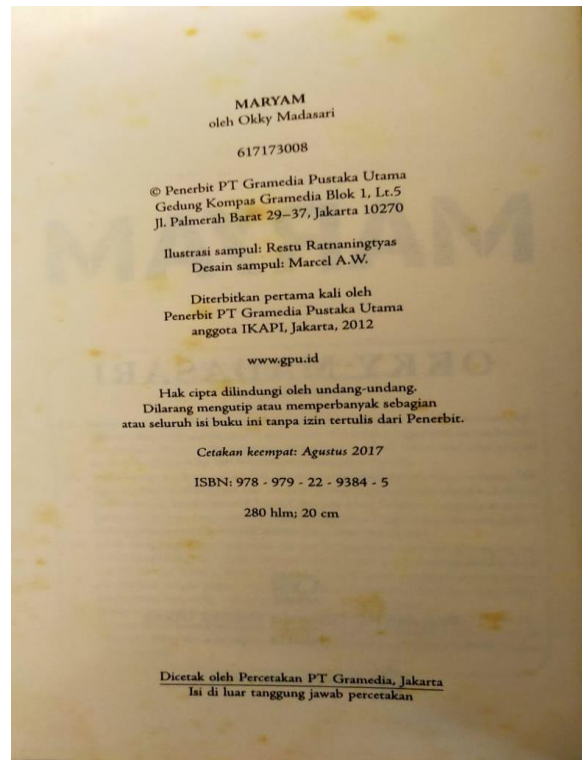 MARYAM
oleh Okky Madasari
617173008
© Penerbit PT Gramedia Pustaka Utama
Gedung Kompas Gramedia Blok 1, Lt.5
Jl. Palmerah Barat 29–37, Jakarta 10270
Ilustrasi sampul: Restu Ratnaningtyas
Desain sampul: Marcel A.W.
Diterbitkan pertama kali oleh
Penerbit PT Gramedia Pustaka Utama
anggota IKAPI, Jakarta, 2012
www.gpu.id
Hak cipta dilindungi oleh undang-undang.
Dilarang mengutip atau memperbanyak sebagian
atau seluruh isi buku ini tanpa izin tertulis dari Penerbit.
Cetakan keempat: Agustus 2017
ISBN: 978 - 979 - 22 - 9384 - 5
280 hlm; 20 cm
Dicetak oleh Percetakan PT Gramedia, Jakarta
Isi di luar tanggung jawab percetakan